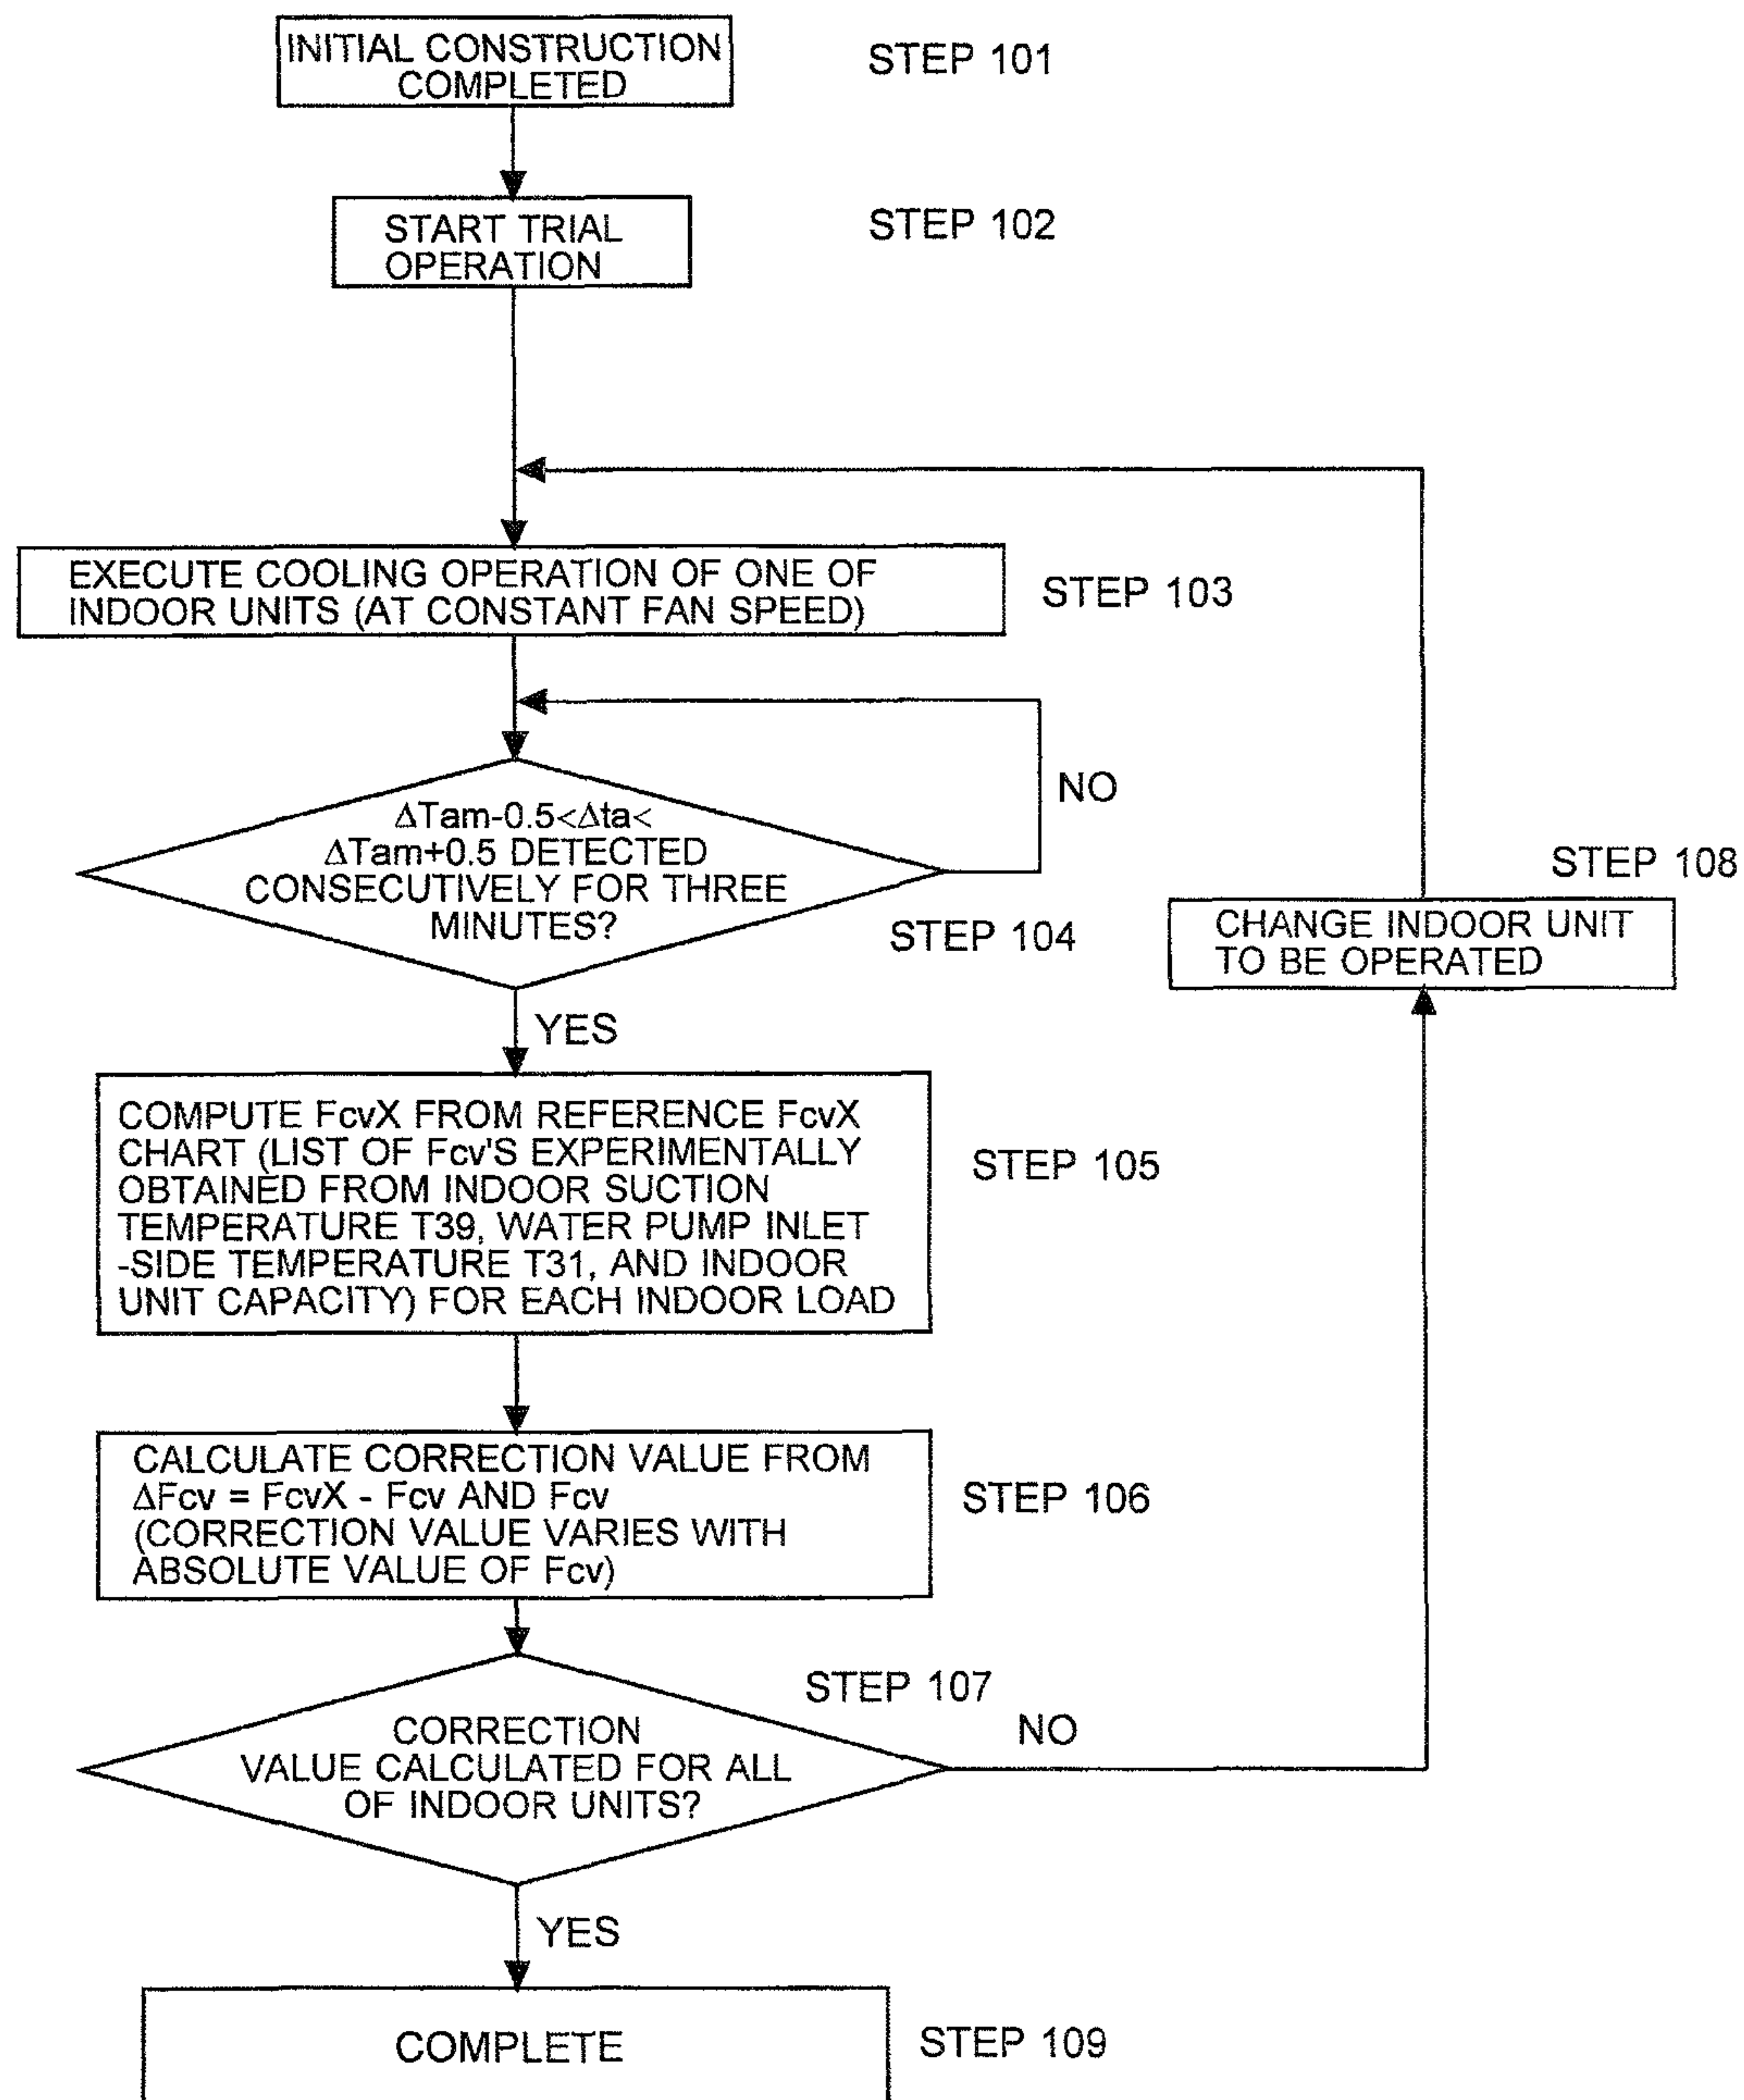 INITIAL CONSTRUCTION
COMPLETED
STEP 101
START TRIAL
OPERATION
STEP 102
EXECUTE COOLING OPERATION OF ONE OF
INDOOR UNITS (AT CONSTANT FAN SPEED)
STEP 103
ΔTam-0.5<Δta<
ΔTam+0.5 DETECTED
CONSECUTIVELY FOR THREE
MINUTES?
NO
STEP 104
STEP 108
CHANGE INDOOR UNIT
TO BE OPERATED
YES
COMPUTE FcvX FROM REFERENCE FcvX
CHART (LIST OF Fcv'S EXPERIMENTALLY
OBTAINED FROM INDOOR SUCTION
TEMPERATURE T39, WATER PUMP INLET
-SIDE TEMPERATURE T31, AND INDOOR
UNIT CAPACITY) FOR EACH INDOOR LOAD
STEP 105
CALCULATE CORRECTION VALUE FROM
ΔFcv = FcvX - Fcv AND Fcv
(CORRECTION VALUE VARIES WITH
ABSOLUTE VALUE OF Fcv)
STEP 106
STEP 107
CORRECTION
VALUE CALCULATED FOR ALL
OF INDOOR UNITS?
NO
YES
COMPLETE
STEP 109